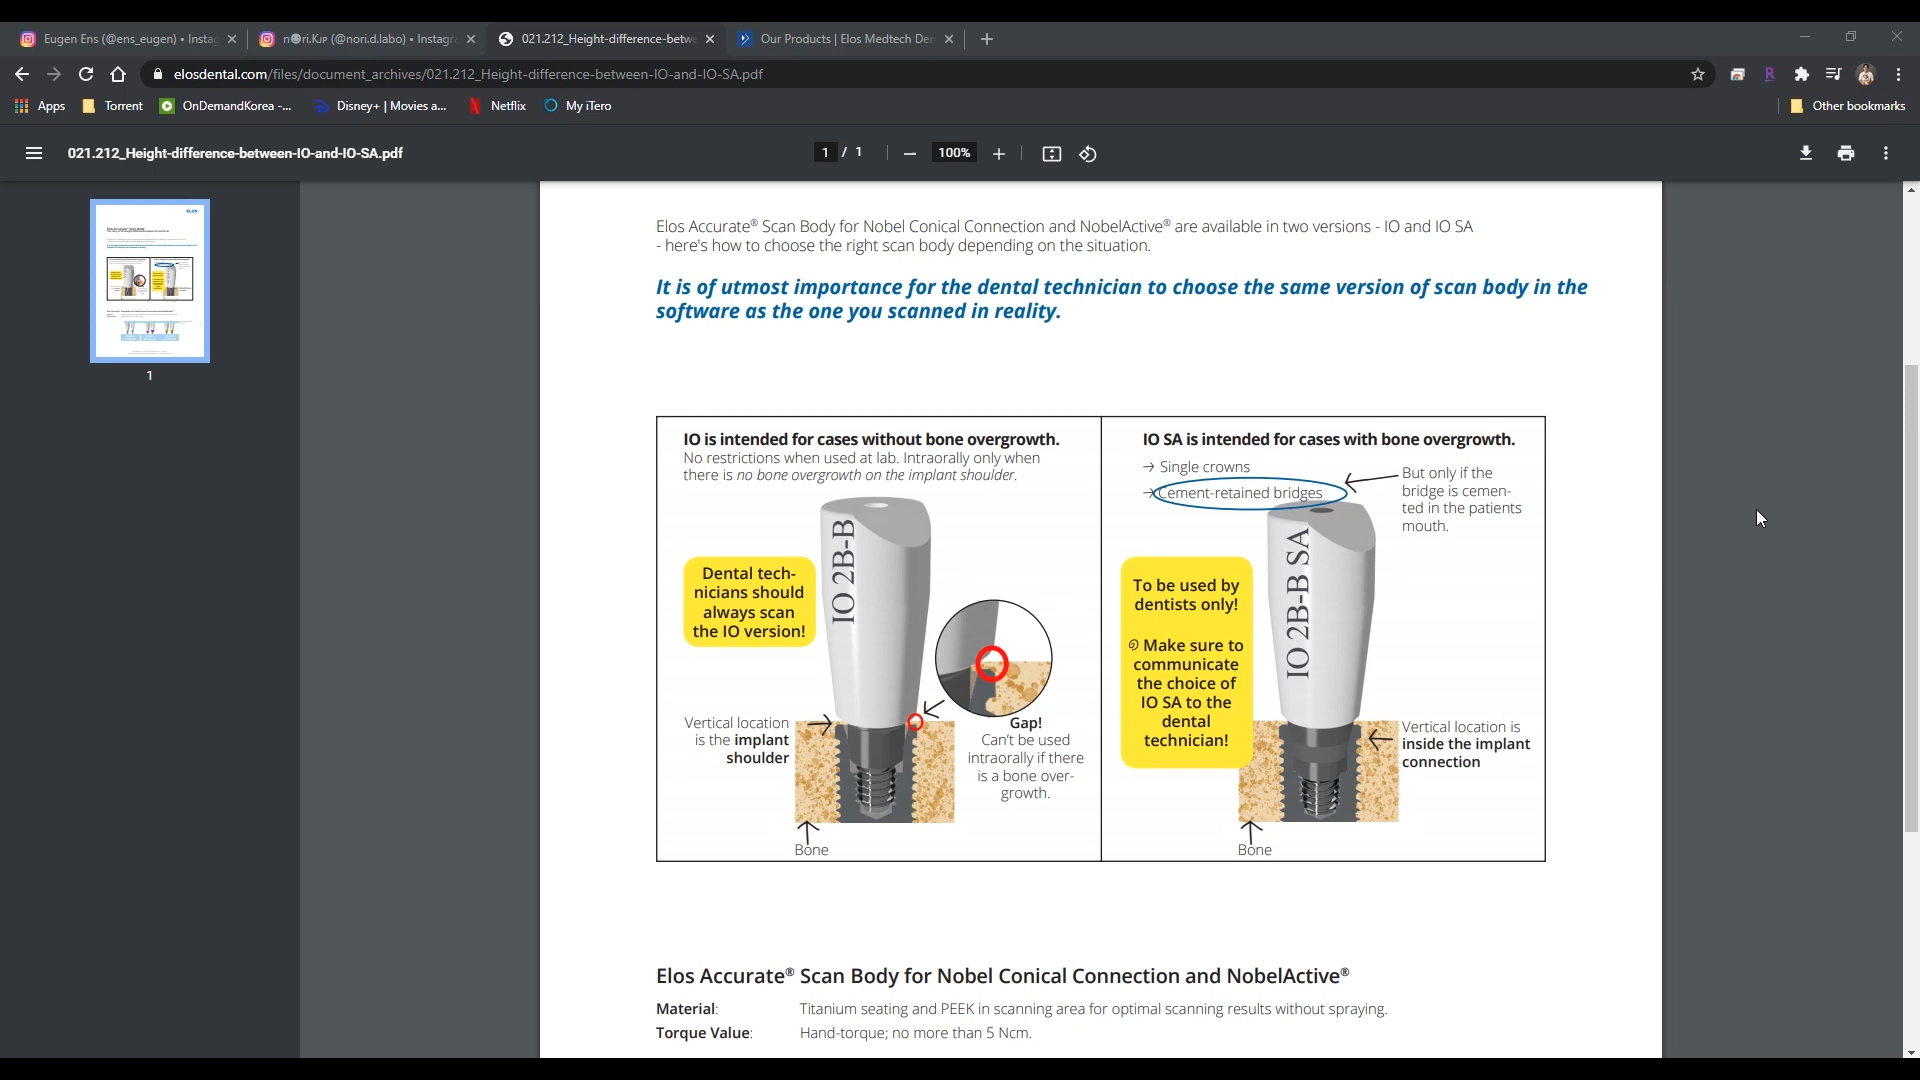 Eugen Ens (@ens_eugen) • Insta
n☻ri.Kᴊᴘ (@nori.d.labo) • Instagr
021.212_Height-difference-betw
Our Products | Elos Medtech Den
elosdental.com/files/document_archives/021.212_Height-difference-between-IO-and-IO-SA.pdf
Apps
Torrent
OnDemandKorea -...
Disney+ | Movies a...
Netflix
My iTero
Other bookmarks
021.212_Height-difference-between-IO-and-IO-SA.pdf
1 / 1
100%
1
Elos Accurate® Scan Body for Nobel Conical Connection and NobelActive® are available in two versions - IO and IO SA
- here's how to choose the right scan body depending on the situation.
It is of utmost importance for the dental technician to choose the same version of scan body in the
software as the one you scanned in reality.
IO is intended for cases without bone overgrowth.
No restrictions when used at lab. Intraorally only when
there is no bone overgrowth on the implant shoulder.
IO 2B-B
Dental tech-
nicians should
always scan
the IO version!
Vertical location
is the implant
shoulder
Gap!
Can't be used
intraorally if there
is a bone over-
growth.
Bone
IO SA is intended for cases with bone overgrowth.
→ Single crowns
→ Cement-retained bridges
But only if the
bridge is cemen-
ted in the patients
mouth.
IO 2B-B SA
To be used by
dentists only!
Make sure to
communicate
the choice of
IO SA to the
dental
technician!
Vertical location is
inside the implant
connection
Bone
Elos Accurate® Scan Body for Nobel Conical Connection and NobelActive®
Material: Titanium seating and PEEK in scanning area for optimal scanning results without spraying.
Torque Value: Hand-torque; no more than 5 Ncm.